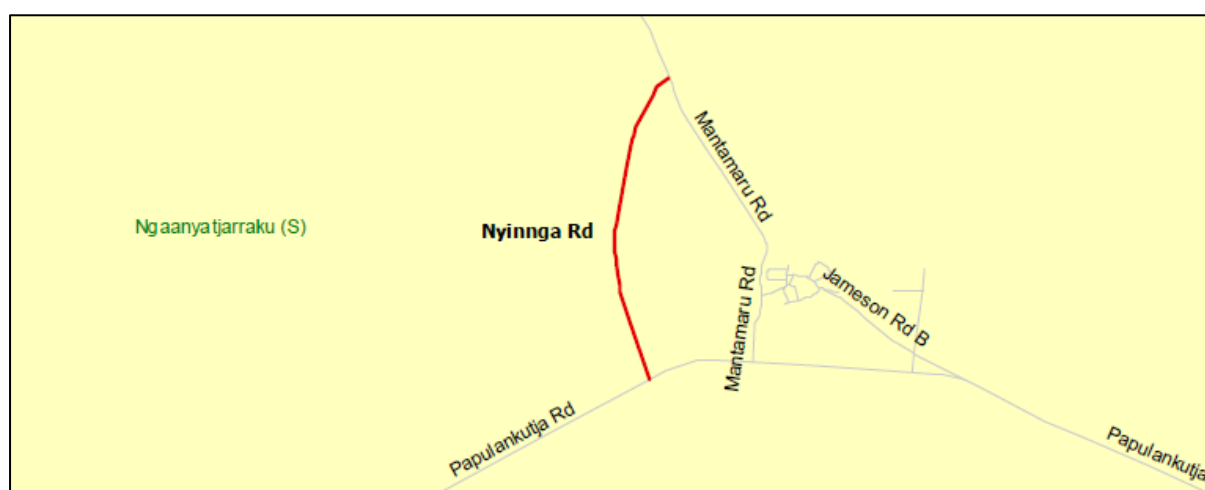 Mantamaru Rd
Ngaanyatjarraku (S)
Nyinnga Rd
Mantamaru Rd
Jameson Rd B
Papulankutja Rd
Papulankutja